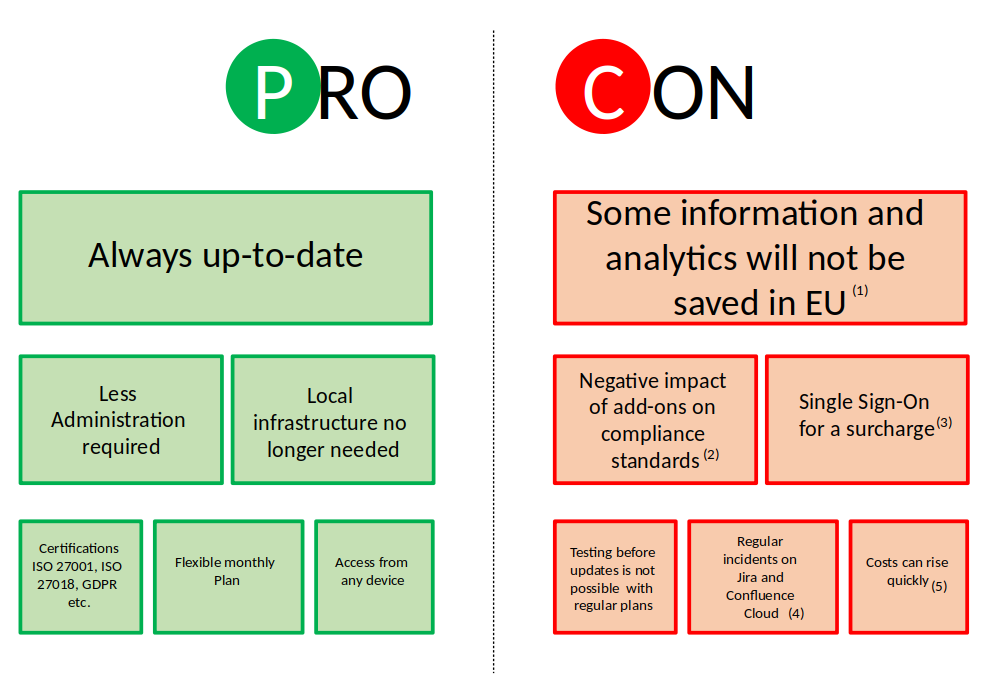 PRO
CON
Always up-to-date
Some information and
analytics will not be
saved in EU (1)
Less
Administration
required
Local
infrastructure no
longer needed
Negative impact
of add-ons on
compliance
standards (2)
Single Sign-On
for a surcharge (3)
Certifications
ISO 27001, ISO
27018, GDPR
etc.
Flexible monthly
Plan
Access from
any device
Testing before
updates is not
possible with
regular plans
Regular
incidents on
Jira and
Confluence
Cloud (4)
Costs can rise
quickly (5)